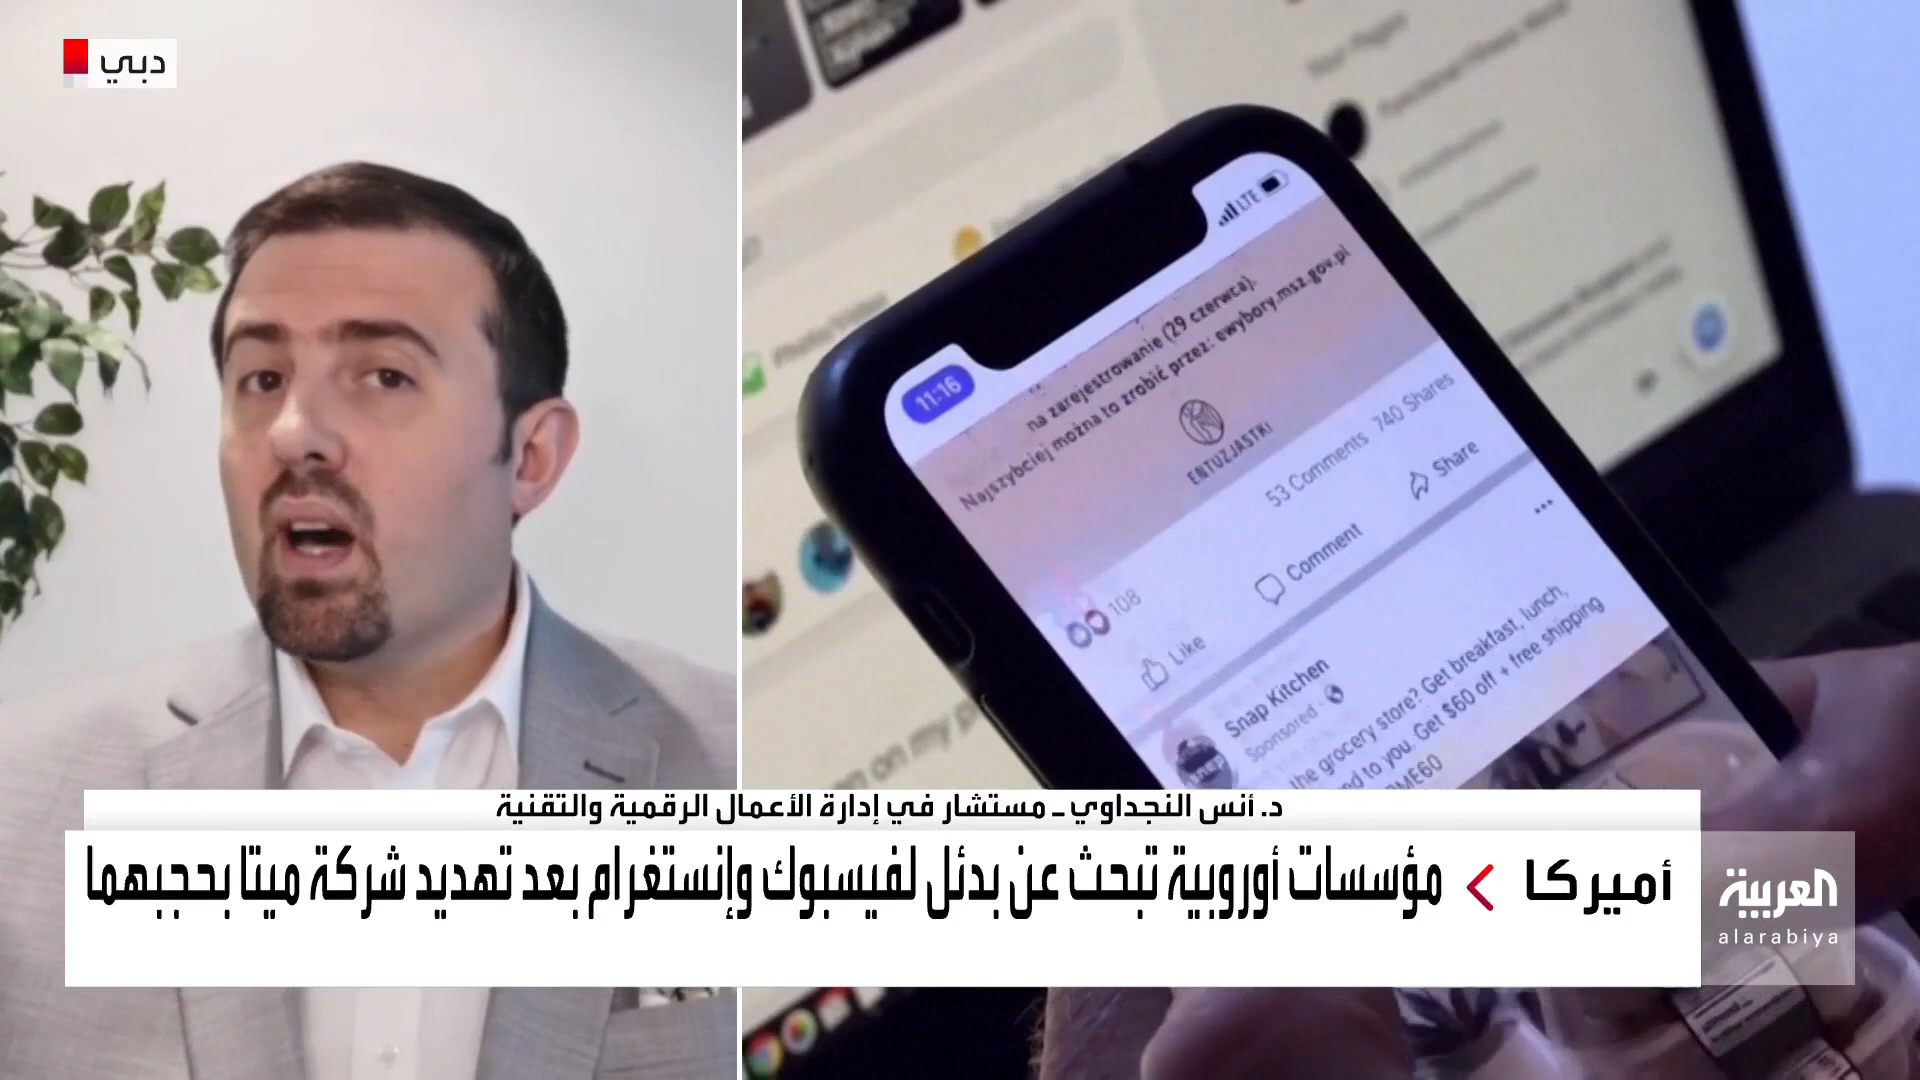 دبي
LTE
11:16
na zarejestrowanie (29 czerwca).
Najszybciej można to zrobić przez: ewybory.msz.gov.pl
ENTUZJASTKI
108
53 Comments 740 Shares
Like
Comment
Share
Snap Kitchen
Sponsored
the grocery store? Get breakfast, lunch,
to you. Get $60 off + free shipping
د. أنس النجداوي ـ مستشار في إدارة الأعمال الرقمية والتقنية
أميركا
مؤسسات أوروبية تبحث عن بدئل لفيسبوك وإنستغرام بعد تهديد شركة ميتا بحجبهما
العربية
alarabiya